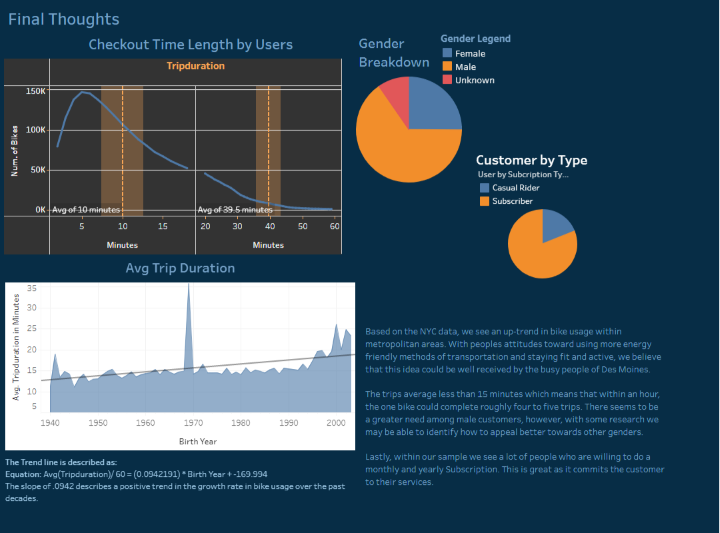 Final Thoughts
Checkout Time Length by Users
Tripduration
150K
100K
50K
0K
Num. of Bikes
Avg of 10 minutes
Avg of 39.5 minutes
5
10
15
20
30
40
50
60
Minutes
Minutes
Gender
Breakdown
Gender Legend
Female
Male
Unknown
Customer by Type
User by Subcription Ty...
Casual Rider
Subscriber
Avg Trip Duration
Avg. Tripduration in Minutes
35
30
25
20
15
10
5
1940
1950
1960
1970
1980
1990
2000
Birth Year
The Trend line is described as:
Equation: Avg(Tripduration)/ 60 = (0.0942191) * Birth Year + -169.994
The slope of .0942 describes a positive trend in the growth rate in bike usage over the past
decades.
Based on the NYC data, we see an up-trend in bike usage within
metropolitan areas. With peoples attitudes toward using more energy
friendly methods of transportation and staying fit and active, we believe
that this idea could be well received by the busy people of Des Moines.
The trips average less than 15 minutes which means that within an hour,
the one bike could complete roughly four to five trips. There seems to be
a greater need among male customers, however, with some research we
may be able to identify how to appeal better towards other genders.
Lastly, within our sample we see a lot of people who are willing to do a
monthly and yearly Subscription. This is great as it commits the customer
to their services.